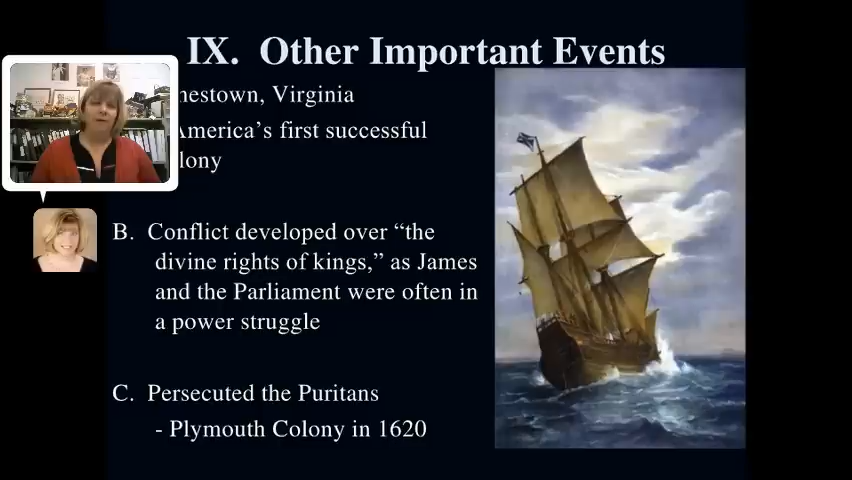 IX. Other Important Events
nestown, Virginia
America's first successful
lony
B. Conflict developed over “the
divine rights of kings,” as James
and the Parliament were often in
a power struggle
C. Persecuted the Puritans
- Plymouth Colony in 1620